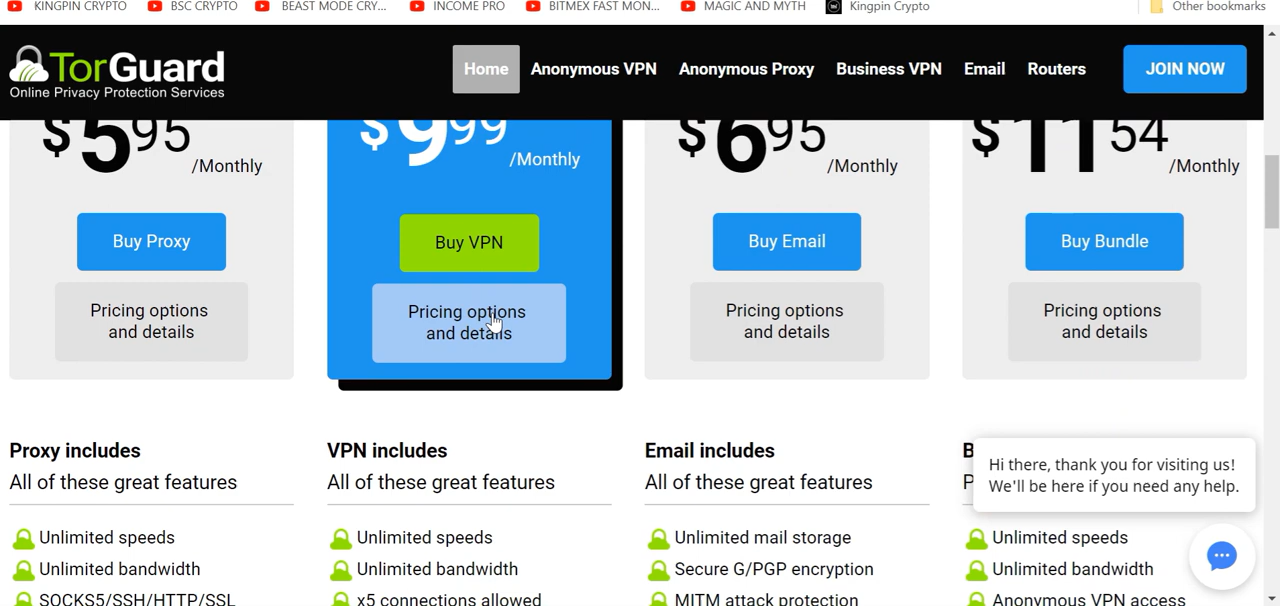 KINGPIN CRYPTO BSC CRYPTO BEAST MODE CRY... INCOME PRO BITMEX FAST MON... MAGIC AND MYTH Kingpin Crypto Other bookmarks
TorGuard
Online Privacy Protection Services
Home Anonymous VPN Anonymous Proxy Business VPN Email Routers JOIN NOW
$5 95 /Monthly
Buy Proxy
Pricing options
and details
$9 99 /Monthly
Buy VPN
Pricing options
and details
$6 95 /Monthly
Buy Email
Pricing options
and details
$11 54 /Monthly
Buy Bundle
Pricing options
and details
Proxy includes
All of these great features
Unlimited speeds
Unlimited bandwidth
SOCKS5/SSH/HTTP/SSL
VPN includes
All of these great features
Unlimited speeds
Unlimited bandwidth
x5 connections allowed
Email includes
All of these great features
Unlimited mail storage
Secure G/PGP encryption
MITM attack protection
Unlimited speeds
Unlimited bandwidth
Anonymous VPN access
Hi there, thank you for visiting us!
We'll be here if you need any help.